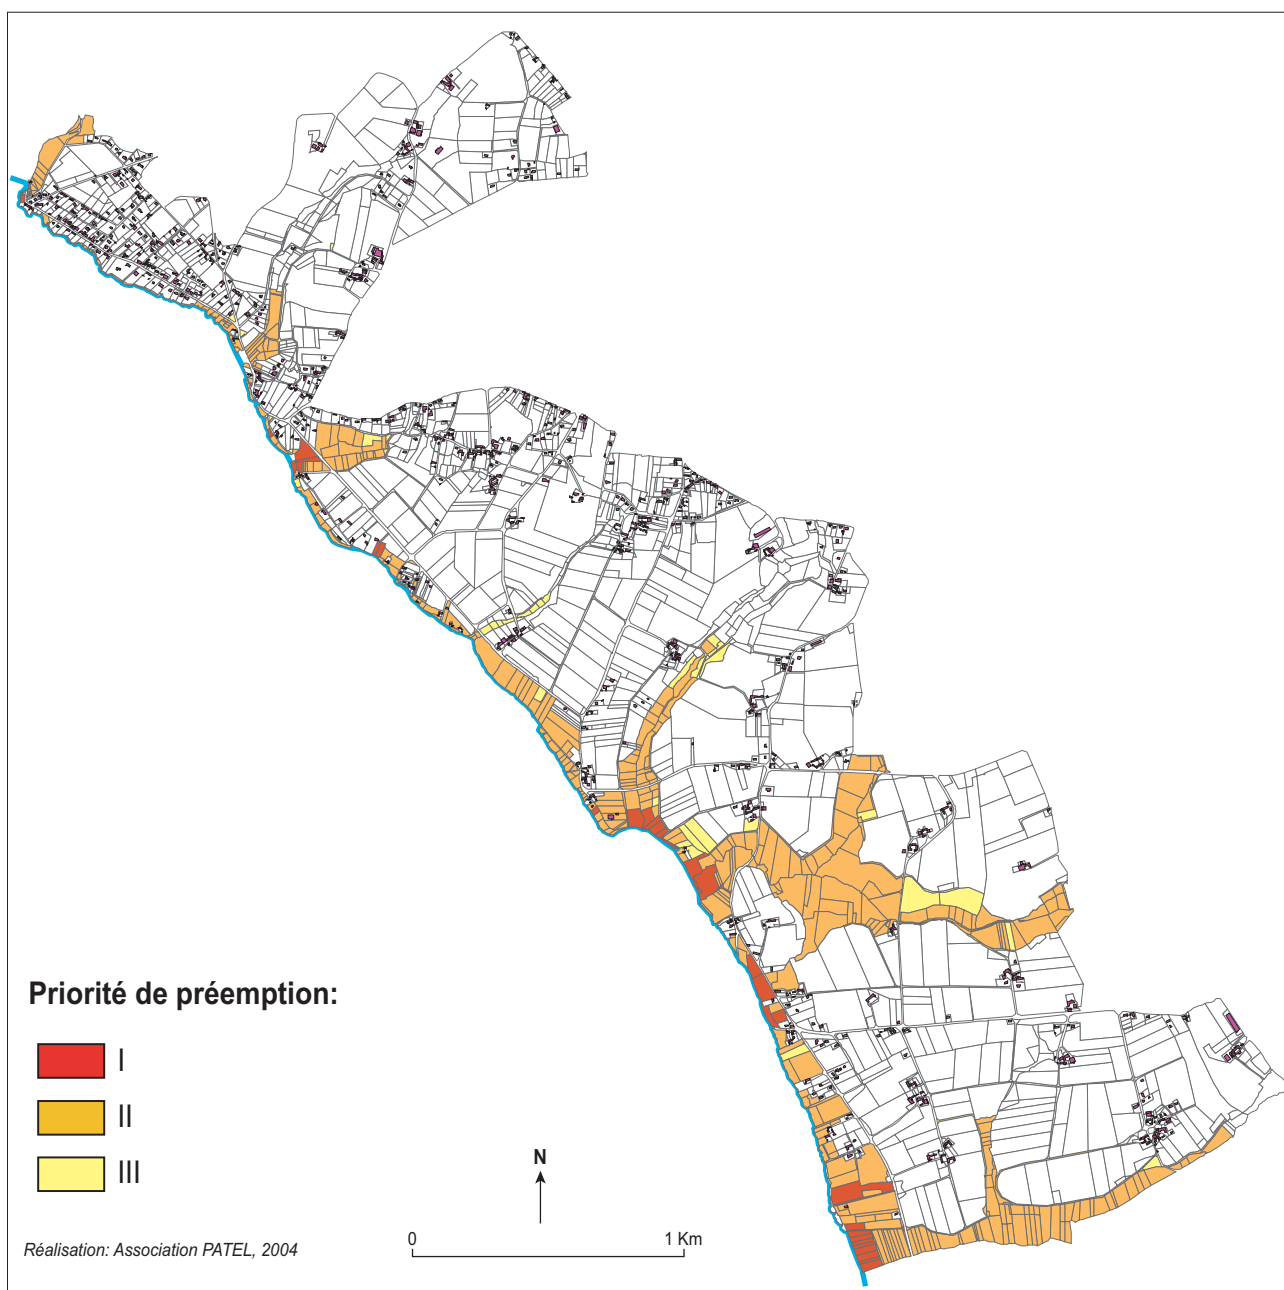 Priorité de préemption:
I
II
III
N
0 1 Km
Réalisation: Association PATEL, 2004